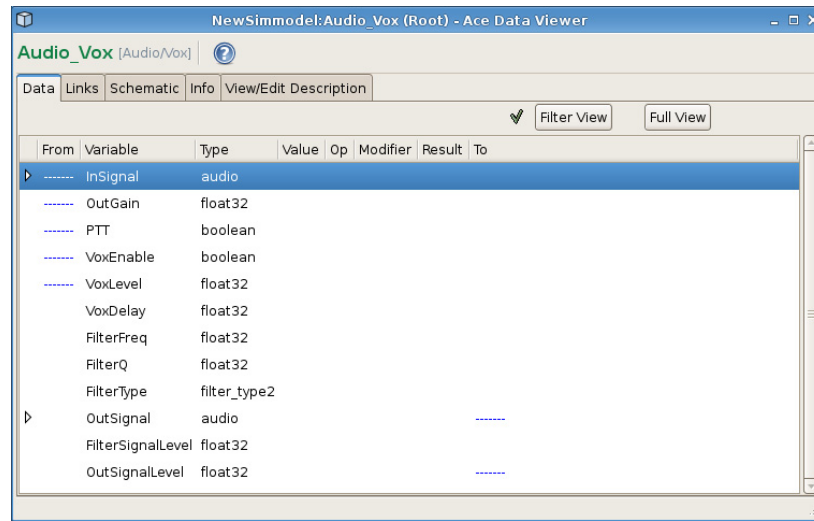 NewSimmodel:Audio_Vox (Root) - Ace Data Viewer
Audio_Vox [Audio/Vox] ?
Data Links Schematic Info View/Edit Description
Filter View Full View
From Variable Type Value Op Modifier Result To
------- InSignal audio
------- OutGain float32
------- PTT boolean
------- VoxEnable boolean
------- VoxLevel float32
VoxDelay float32
FilterFreq float32
FilterQ float32
FilterType filter_type2
OutSignal audio -------
FilterSignalLevel float32
OutSignalLevel float32 -------